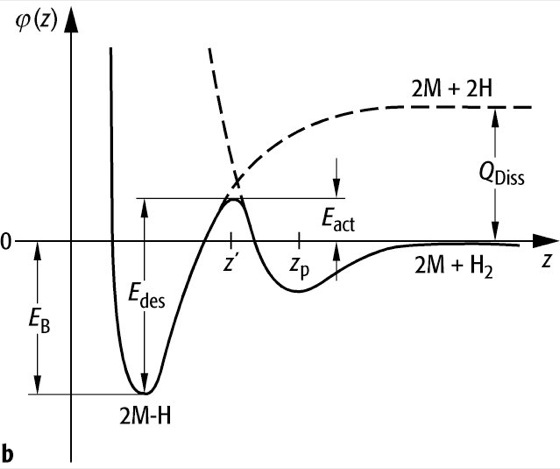 φ(z)
2M + 2H
Q_Diss
E_act
0
z′
z_p
2M + H₂
z
E_des
E_B
2M-H
b